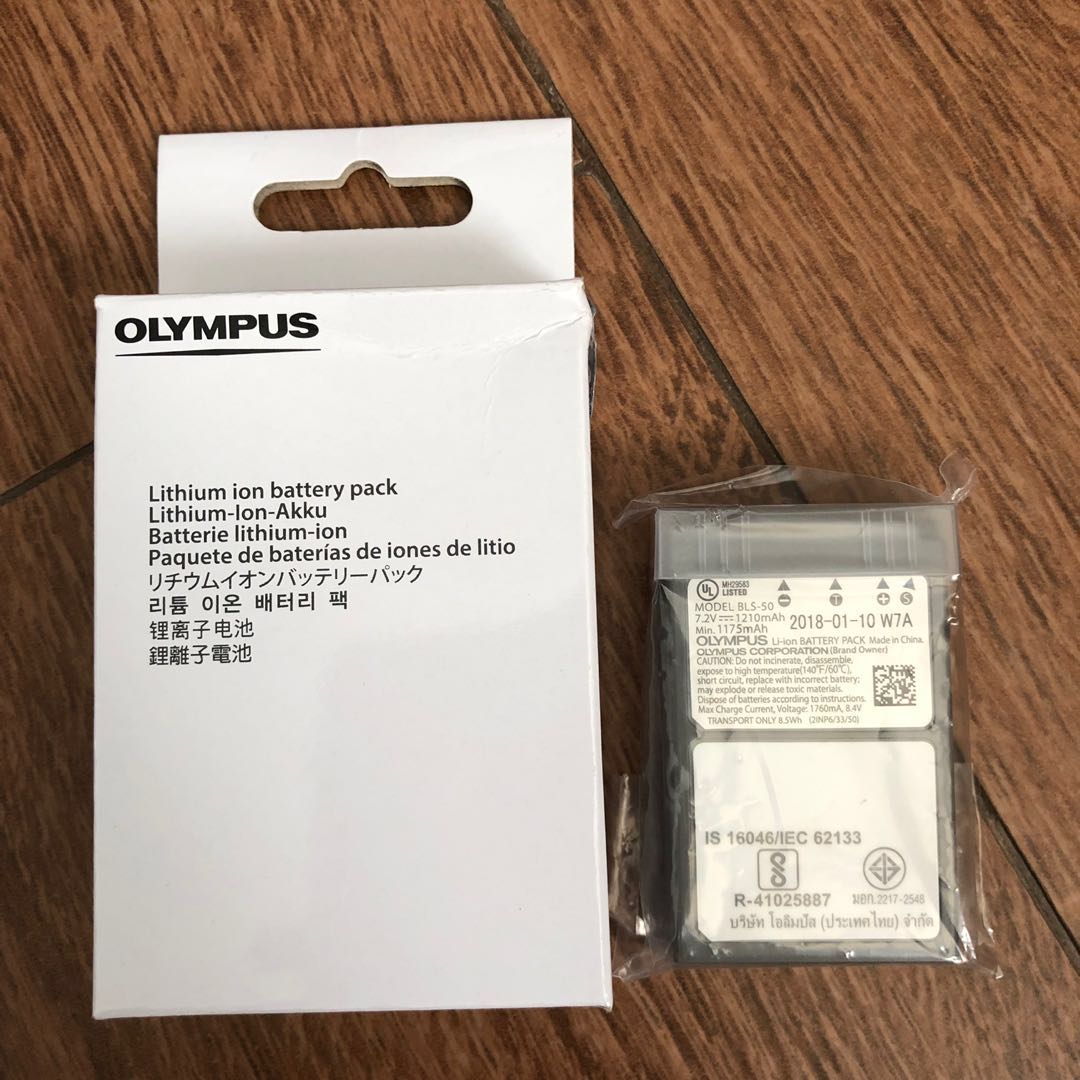 OLYMPUS
Lithium ion battery pack
Lithium-Ion-Akku
Batterie lithium-ion
Paquete de baterías de iones de litio
リチウムイオンバッテリーパック
리튬 이온 배터리 팩
锂离子电池
鋰離子電池
UL MH29583
LISTED
MODEL BLS-50
7.2V⎓1210mAh
Min. 1175mAh
2018-01-10 W7A
T
S
OLYMPUS Li-ion BATTERY PACK Made in China.
OLYMPUS CORPORATION (Brand Owner)
CAUTION: Do not incinerate, disassemble,
expose to high temperature(140°F/60°C),
short circuit, replace with incorrect battery;
may explode or release toxic materials.
Dispose of batteries according to instructions.
Max Charge Current, Voltage: 1760mA, 8.4V
TRANSPORT ONLY 8.5Wh (2INP6/33/50)
IS 16046/IEC 62133
R-41025887
มอก.2217-2548
บริษัท โอลิมปัส (ประเทศไทย) จำกัด